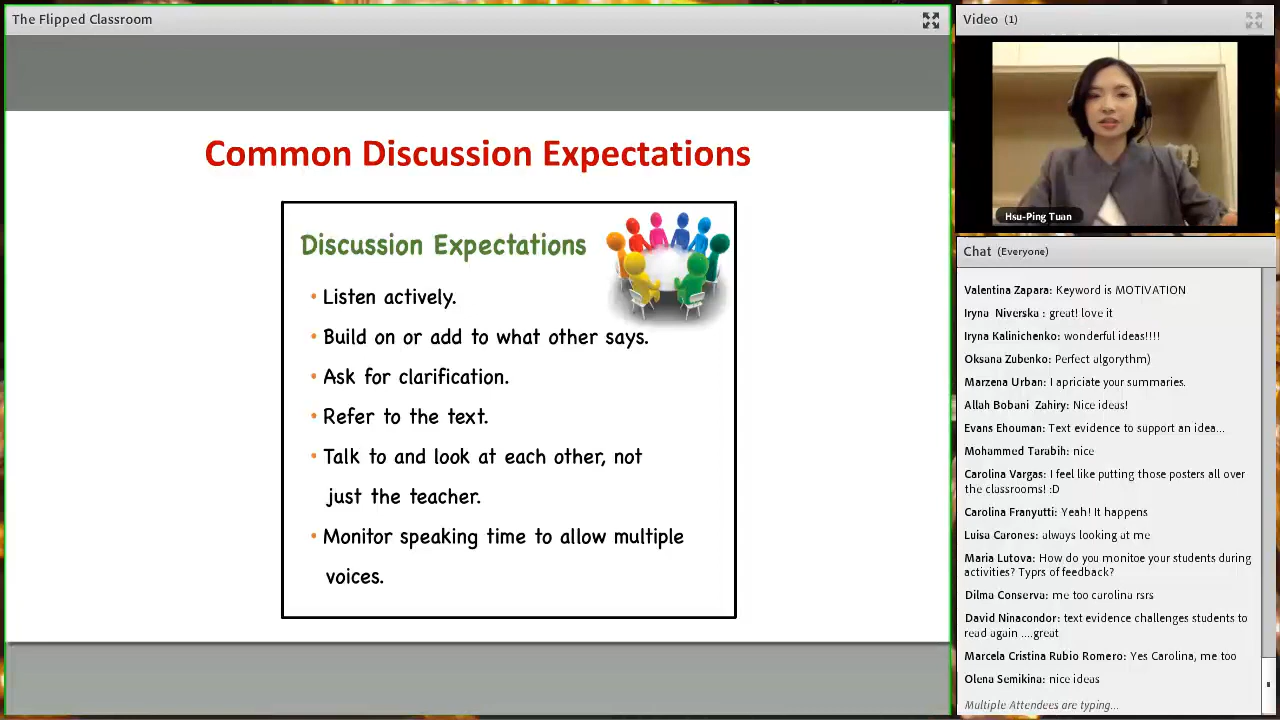 The Flipped Classroom
Common Discussion Expectations
Discussion Expectations
• Listen actively.
• Build on or add to what other says.
• Ask for clarification.
• Refer to the text.
• Talk to and look at each other, not
just the teacher.
• Monitor speaking time to allow multiple
voices.
Video (1)
Hsu-Ping Tuan
Chat (Everyone)
Valentina Zapara: Keyword is MOTIVATION
Iryna Niverska : great! love it
Iryna Kalinichenko: wonderful ideas!!!!
Oksana Zubenko: Perfect algorythm)
Marzena Urban: I apriciate your summaries.
Allah Bobani Zahiry: Nice ideas!
Evans Ehouman: Text evidence to support an idea...
Mohammed Tarabih: nice
Carolina Vargas: I feel like putting those posters all over
the classrooms! :D
Carolina Franyutti: Yeah! It happens
Luisa Carones: always looking at me
Maria Lutova: How do you monitoe your students during
activities? Typrs of feedback?
Dilma Conserva: me too carolina rsrs
David Ninacondor: text evidence challenges students to
read again ....great
Marcela Cristina Rubio Romero: Yes Carolina, me too
Olena Semikina: nice ideas
Multiple Attendees are typing...